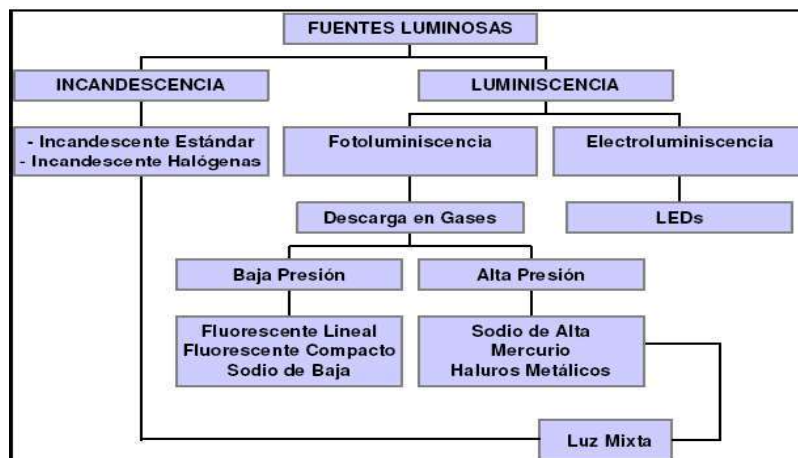 FUENTES LUMINOSAS
INCANDESCENCIA
LUMINISCENCIA
- Incandescente Estándar
- Incandescente Halógenas
Fotoluminiscencia
Electroluminiscencia
Descarga en Gases
LEDs
Baja Presión
Alta Presión
Fluorescente Lineal
Fluorescente Compacto
Sodio de Baja
Sodio de Alta
Mercurio
Haluros Metálicos
Luz Mixta